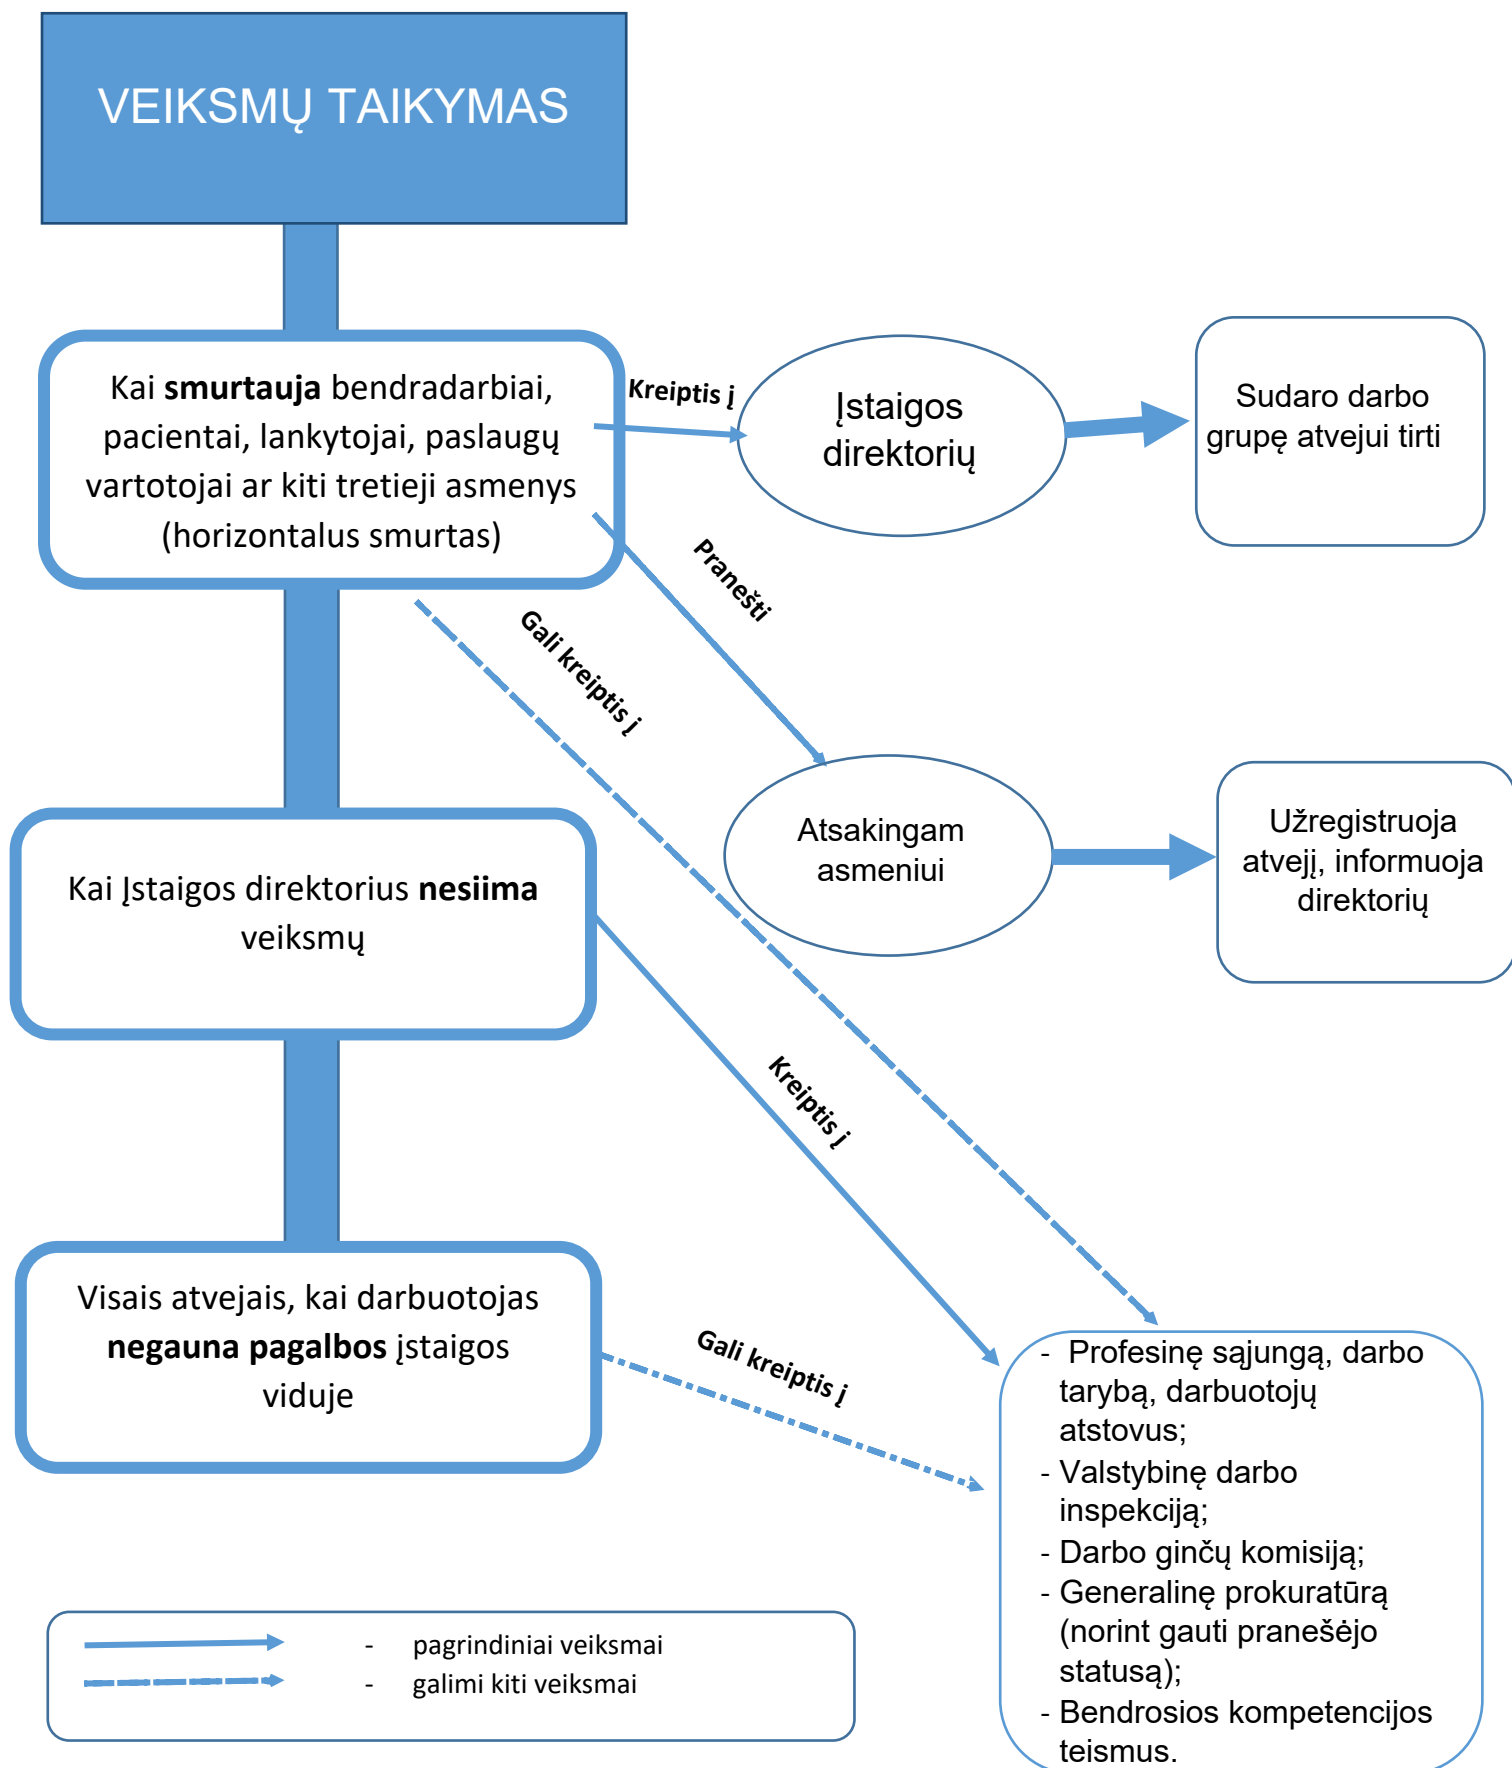 VEIKSMŲ TAIKYMAS
Kai smurtauja bendradarbiai,
pacientai, lankytojai, paslaugų
vartotojai ar kiti tretieji asmenys
(horizontalus smurtas)
Kreiptis į
Įstaigos
direktorių
Sudaro darbo
grupę atvejui tirti
Pranešti
Gali kreiptis į
Atsakingam
asmeniui
Užregistruoja
atvejį, informuoja
direktorių
Kai Įstaigos direktorius nesiima
veiksmų
Kreiptis į
Visais atvejais, kai darbuotojas
negauna pagalbos įstaigos
viduje
Gali kreiptis į
- Profesinę sąjungą, darbo
tarybą, darbuotojų
atstovus;
- Valstybinę darbo
inspekciją;
- Darbo ginčų komisiją;
- Generalinę prokuratūrą
(norint gauti pranešėjo
statusą);
- Bendrosios kompetencijos
teismus.
- pagrindiniai veiksmai
- galimi kiti veiksmai